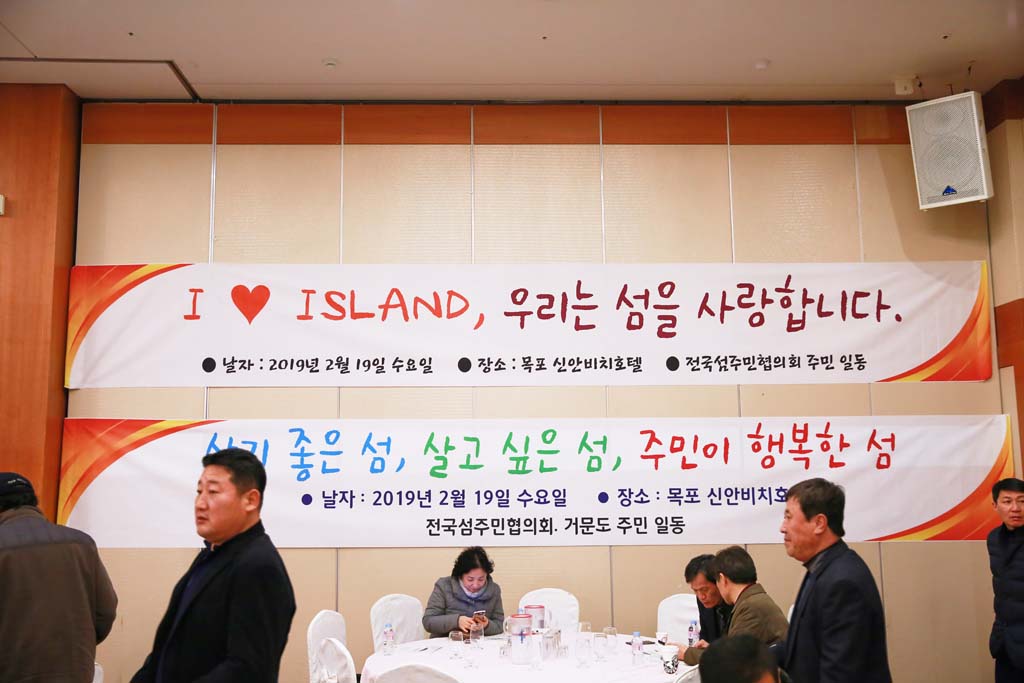 I ♥ ISLAND, 우리는 섬을 사랑합니다.
● 날자 : 2019년 2월 19일 수요일 ● 장소 : 목포 신안비치호텔 ● 전국섬주민협의회 주민 일동
살기 좋은 섬, 살고 싶은 섬, 주민이 행복한 섬
● 날자 : 2019년 2월 19일 수요일 ● 장소 : 목포 신안비치호
전국섬주민협의회. 거문도 주민 일동